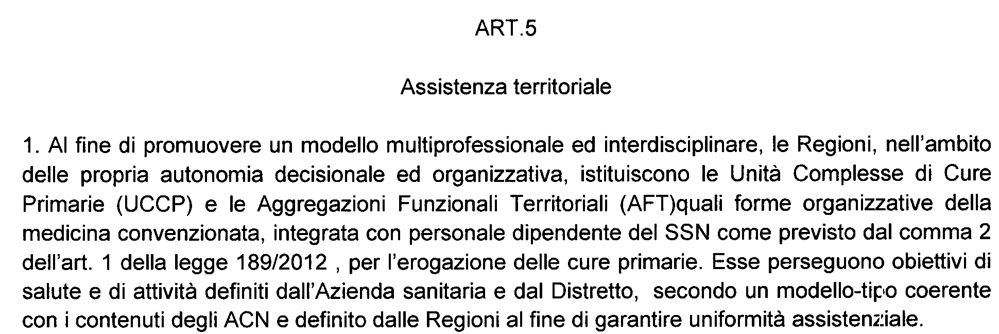 ART.5
Assistenza territoriale
1. Al fine di promuovere un modello multiprofessionale ed interdisciplinare, le Regioni, nell'ambito
delle propria autonomia decisionale ed organizzativa, istituiscono le Unità Complesse di Cure
Primarie (UCCP) e le Aggregazioni Funzionali Territoriali (AFT)quali forme organizzative della
medicina convenzionata, integrata con personale dipendente del SSN come previsto dal comma 2
dell'art. 1 della legge 189/2012 , per l'erogazione delle cure primarie. Esse perseguono obiettivi di
salute e di attività definiti dall'Azienda sanitaria e dal Distretto, secondo un modello-tipo coerente
con i contenuti degli ACN e definito dalle Regioni al fine di garantire uniformità assistenziale.